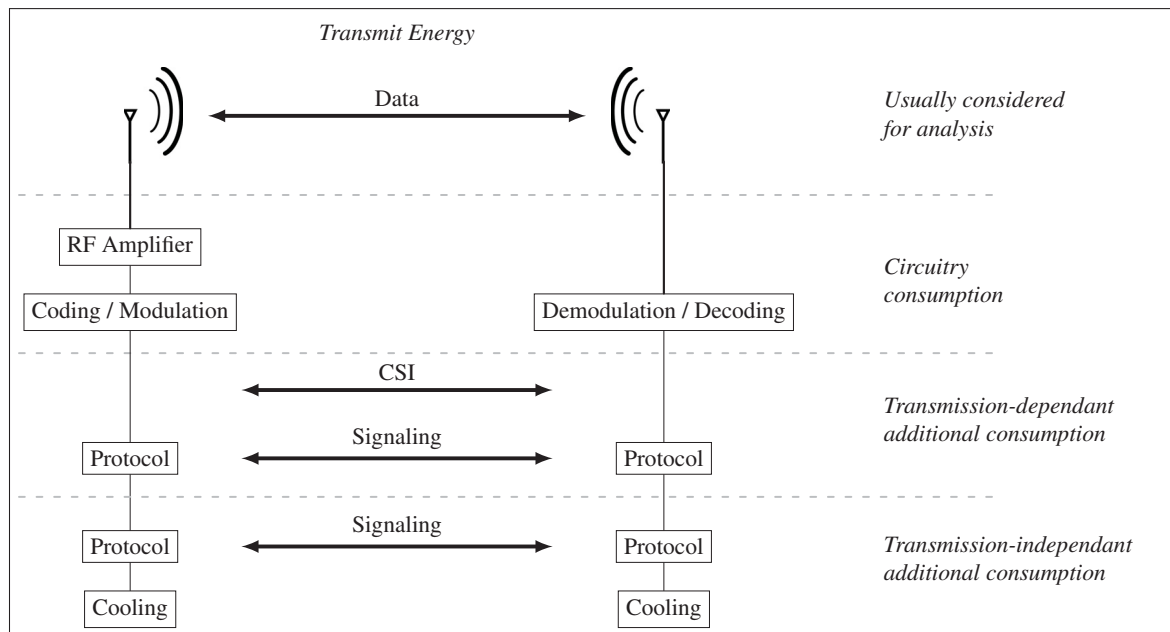 Transmit Energy
Data
Usually considered
for analysis
RF Amplifier
Coding / Modulation
Demodulation / Decoding
Circuitry
consumption
CSI
Signaling
Protocol
Protocol
Transmission-dependant
additional consumption
Signaling
Protocol
Protocol
Cooling
Cooling
Transmission-independant
additional consumption